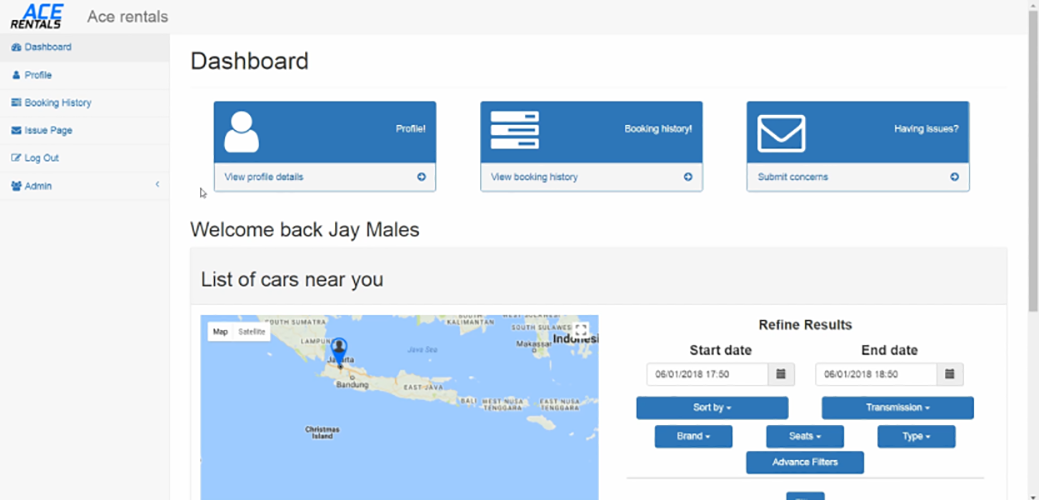 ACE
RENTALS
Ace rentals
Dashboard
Profile
Booking History
Issue Page
Log Out
Admin
Dashboard
Profile!
View profile details
Booking history!
View booking history
Having issues?
Submit concerns
Welcome back Jay Males
List of cars near you
Map Satellite
SOUTH SUMATRA
LAMPUNG
Jakarta
Bandung
Java Sea
EAST JAVA
KALIMANTAN
SOUTH SULAWESI
Makassar
Indonesi
BALI
WEST NUSA
TENGGARA
EAST NUSA
TENGGARA
Christmas
Island
Refine Results
Start date
End date
06/01/2018 17:50
06/01/2018 18:50
Sort by
Transmission
Brand
Seats
Type
Advance Filters